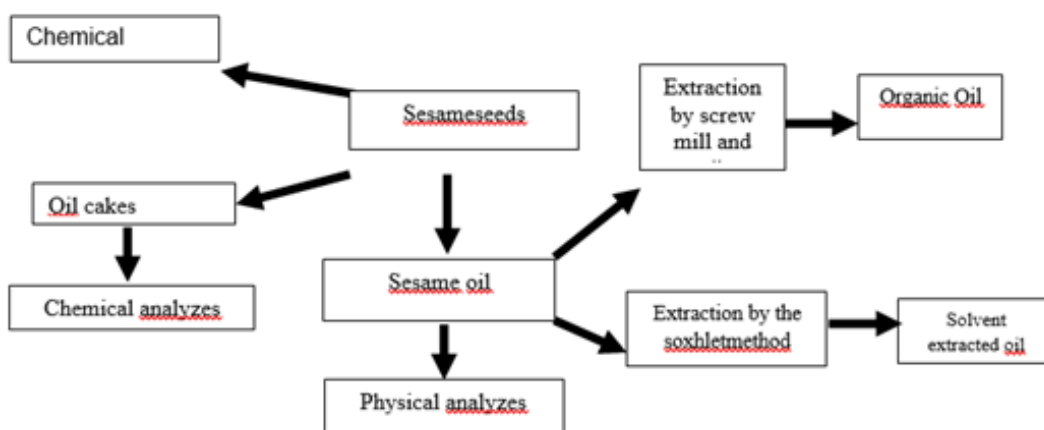 Chemical
Sesameseeds
Extraction
by screw
mill and
Organic Oil
Oil cakes
Chemical analyzes
Sesame oil
Extraction by the
soxhletmethod
Solvent
extracted oil
Physical analyzes